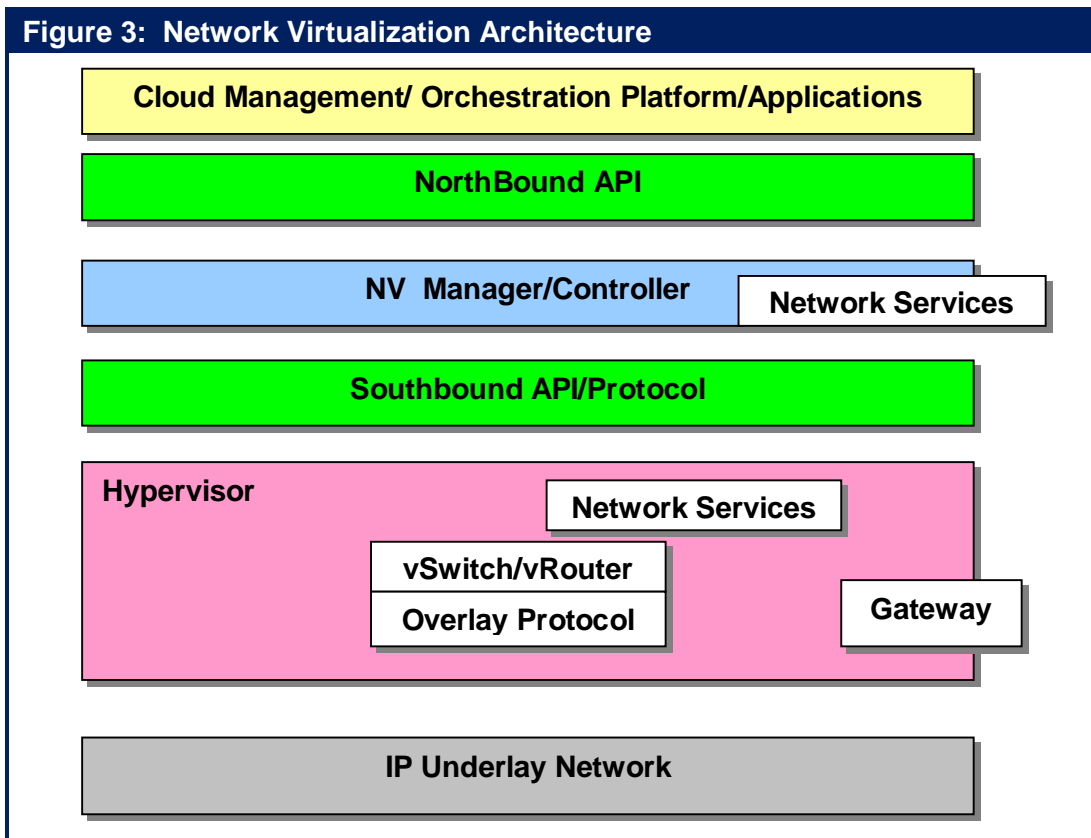 Figure 3: Network Virtualization Architecture
Cloud Management/ Orchestration Platform/Applications
NorthBound API
NV Manager/Controller
Network Services
Southbound API/Protocol
Hypervisor
Network Services
vSwitch/vRouter
Overlay Protocol
Gateway
IP Underlay Network